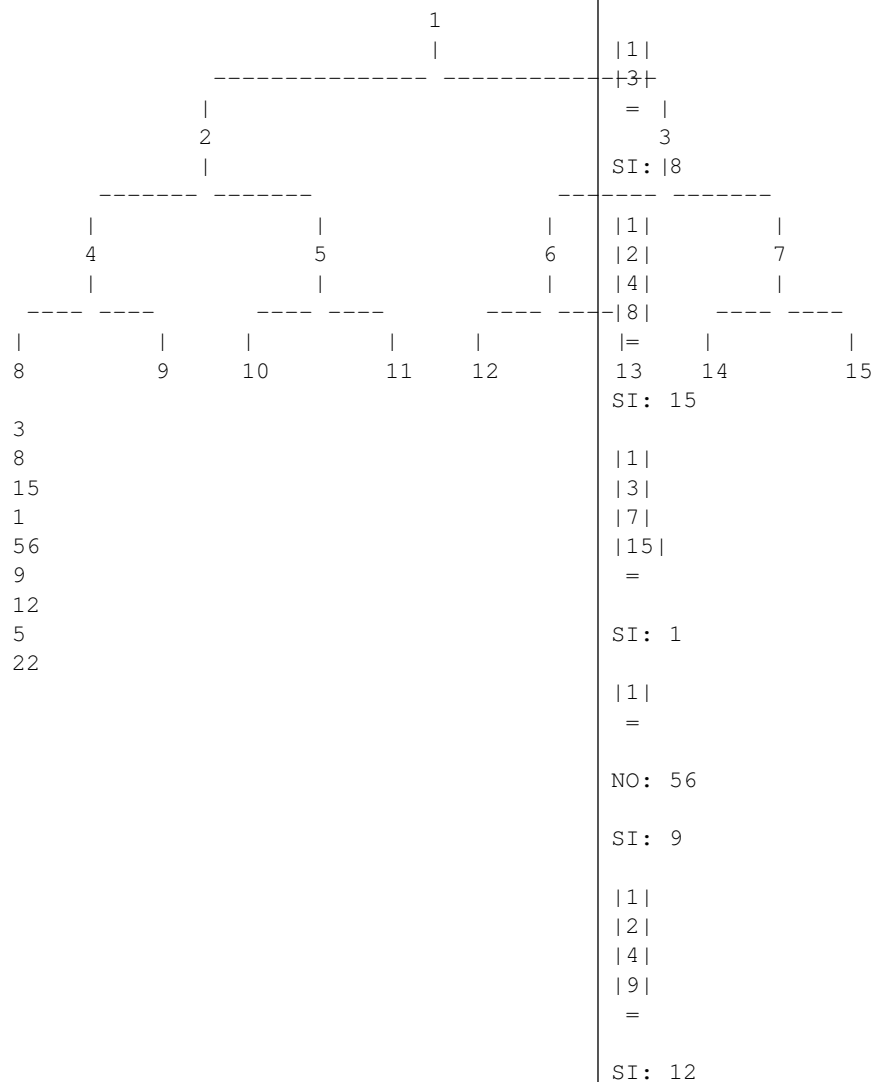 1
| |1|
--------------- ---------------|3|
| = |
2 3
| SI: |8
------- ------- ------- -------
| | | |1| |
4 5 6 |2| 7
| | | |4| |
---- ---- ---- ---- ---- ----|8| ---- ----
| | | | | |= | |
8 9 10 11 12 13 14 15
SI: 15
3
8 |1|
15 |3|
1 |7|
56 |15|
9 =
12
5 SI: 1
22
|1|
=
NO: 56
SI: 9
|1|
|2|
|4|
|9|
=
SI: 12